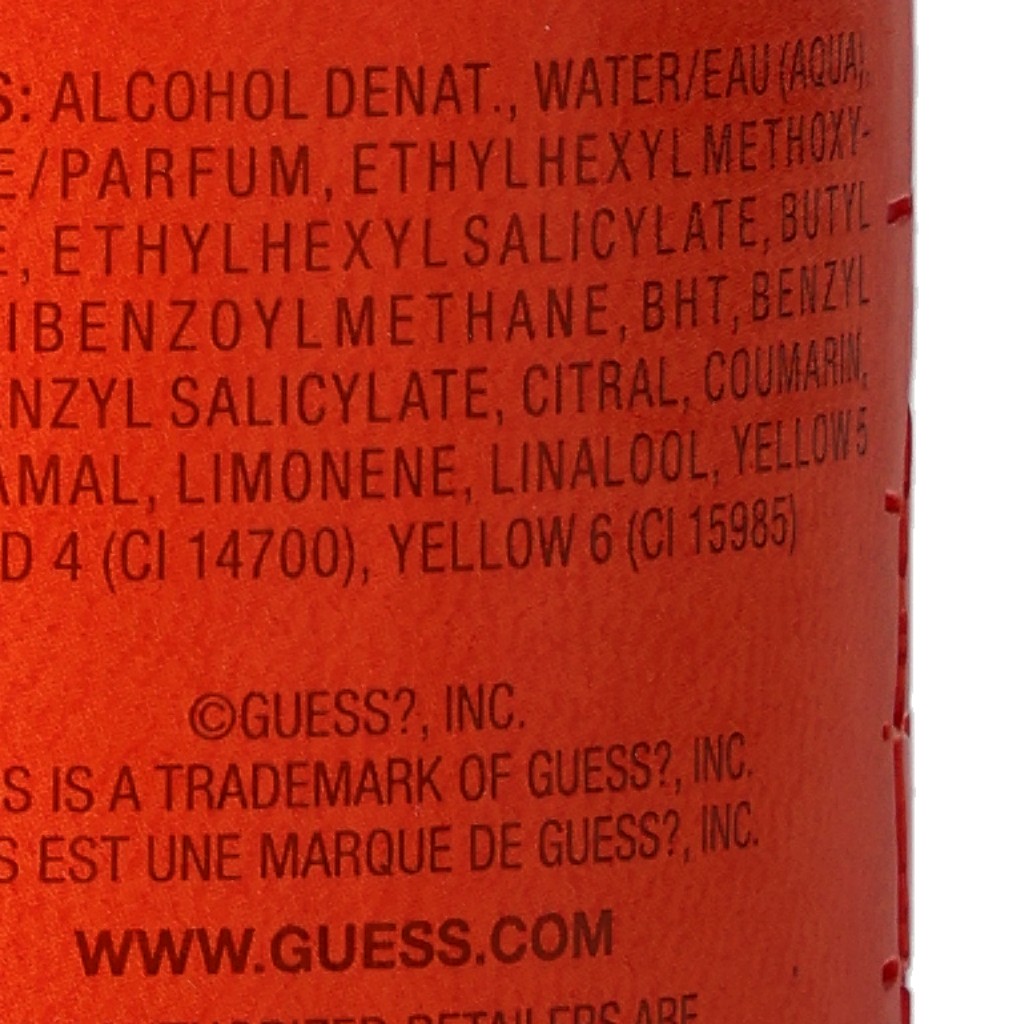 S: ALCOHOL DENAT., WATER/EAU (AQUA),
E/PARFUM, ETHYLHEXYL METHOXY-
E, ETHYLHEXYL SALICYLATE, BUTYL
IBENZOYLMETHANE, BHT, BENZYL
NZYL SALICYLATE, CITRAL, COUMARIN,
AMAL, LIMONENE, LINALOOL, YELLOW 5
D 4 (CI 14700), YELLOW 6 (CI 15985)
©GUESS?, INC.
S IS A TRADEMARK OF GUESS?, INC.
S EST UNE MARQUE DE GUESS?, INC.
WWW.GUESS.COM
RETAILERS ARE